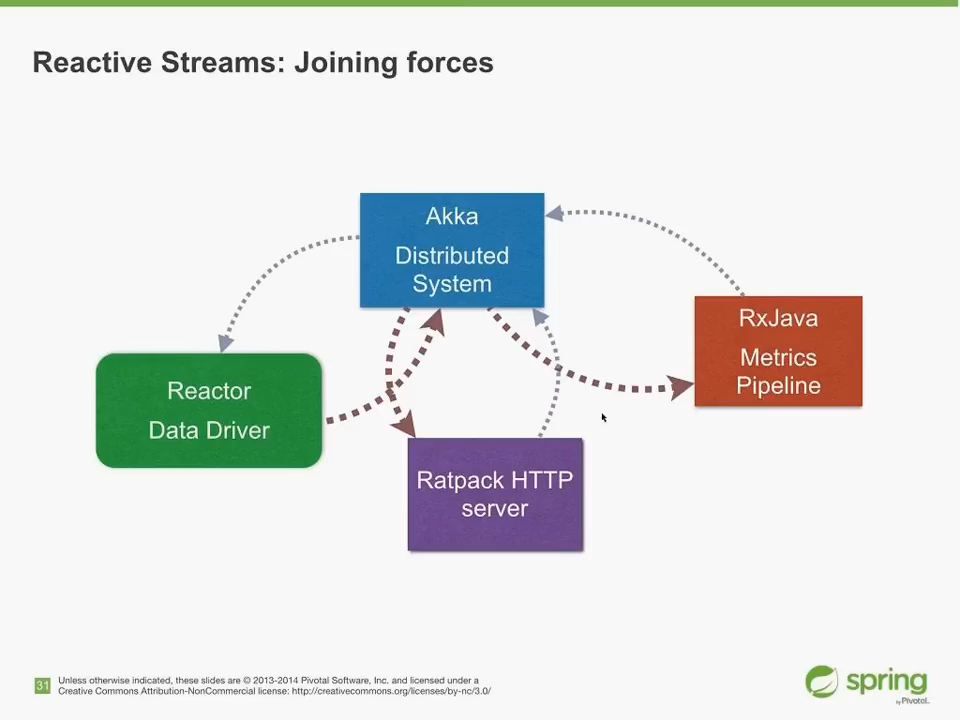 Reactive Streams: Joining forces
Akka
Distributed
System
RxJava
Metrics
Pipeline
Reactor
Data Driver
Ratpack HTTP
server
31
Unless otherwise indicated, these slides are © 2013-2014 Pivotal Software, Inc. and licensed under a
Creative Commons Attribution-NonCommercial license: http://creativecommons.org/licenses/by-nc/3.0/
spring
by Pivotal.